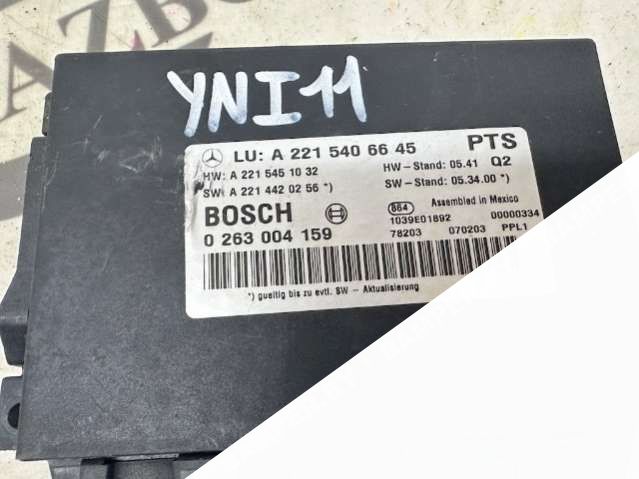 YNI11
LU: A 221 540 66 45 PTS
HW: A 221 545 10 32 HW-Stand: 05.41 Q2
SW: A 221 442 02 56 *) SW-Stand: 05.34.00 *)
BOSCH 864 Assembled in Mexico
1039E01892 00000334
0 263 004 159 78203 070203 PPL1
*) gueltig bis zu evtl. SW - Aktualisierung